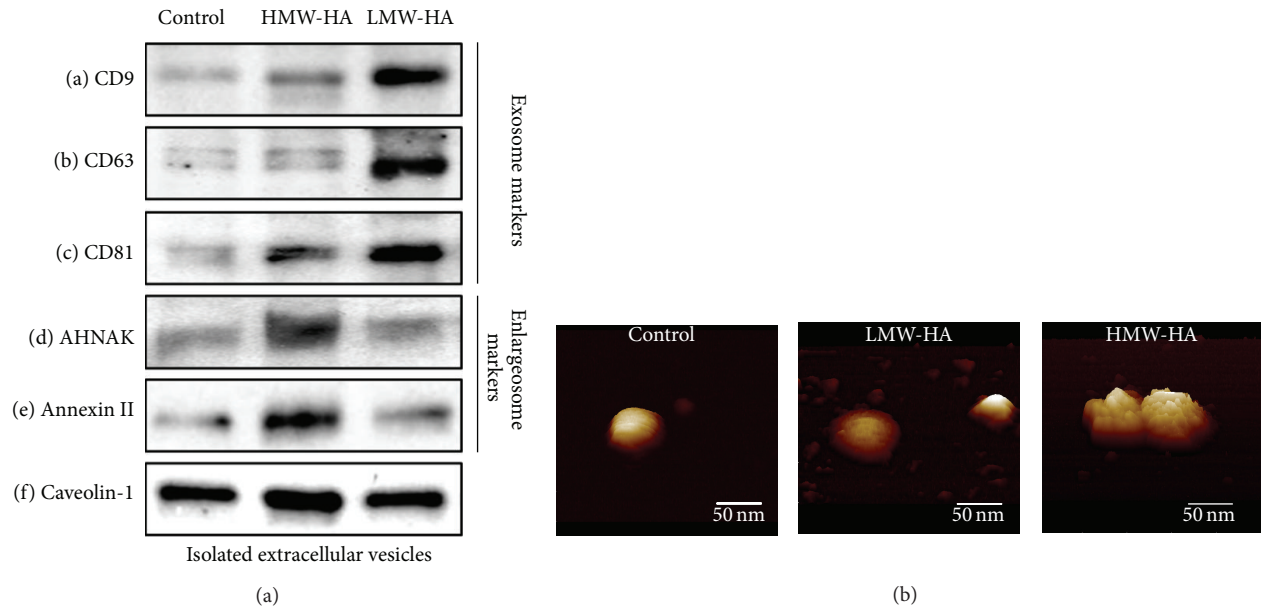 Control HMW-HA LMW-HA
(a) CD9
(b) CD63
(c) CD81
Exosome markers
(d) AHNAK
(e) Annexin II
Enlargeosome
markers
(f) Caveolin-1
Isolated extracellular vesicles
(a)
Control
50 nm
LMW-HA
50 nm
HMW-HA
50 nm
(b)